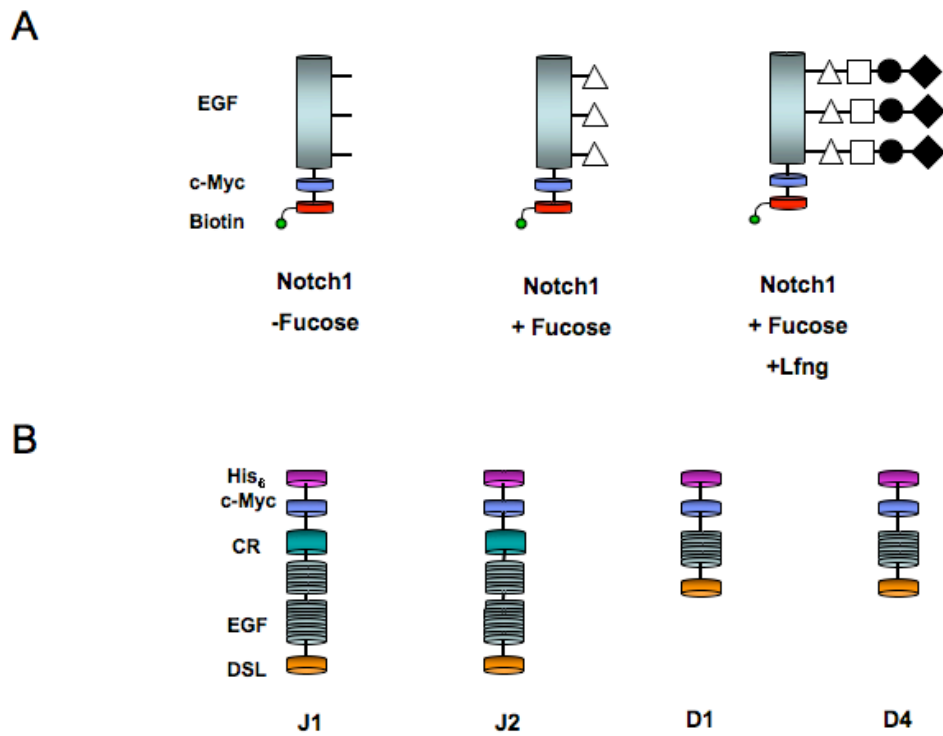 A
EGF
c-Myc
Biotin
Notch1
-Fucose
Notch1
+ Fucose
Notch1
+ Fucose
+Lfng
B
His6
c-Myc
CR
EGF
DSL
J1 J2 D1 D4